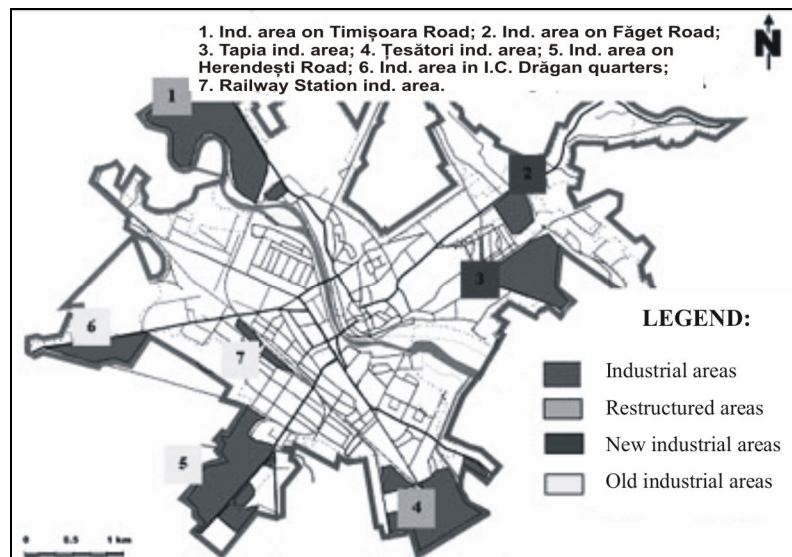 1. Ind. area on Timișoara Road; 2. Ind. area on Făget Road;
3. Tapia ind. area; 4. Țesători ind. area; 5. Ind. area on
Herendești Road; 6. Ind. area in I.C. Drăgan quarters;
7. Railway Station ind. area.
N
1
2
3
6
7
5
4
LEGEND:
Industrial areas
Restructured areas
New industrial areas
Old industrial areas
0 0.5 1 km